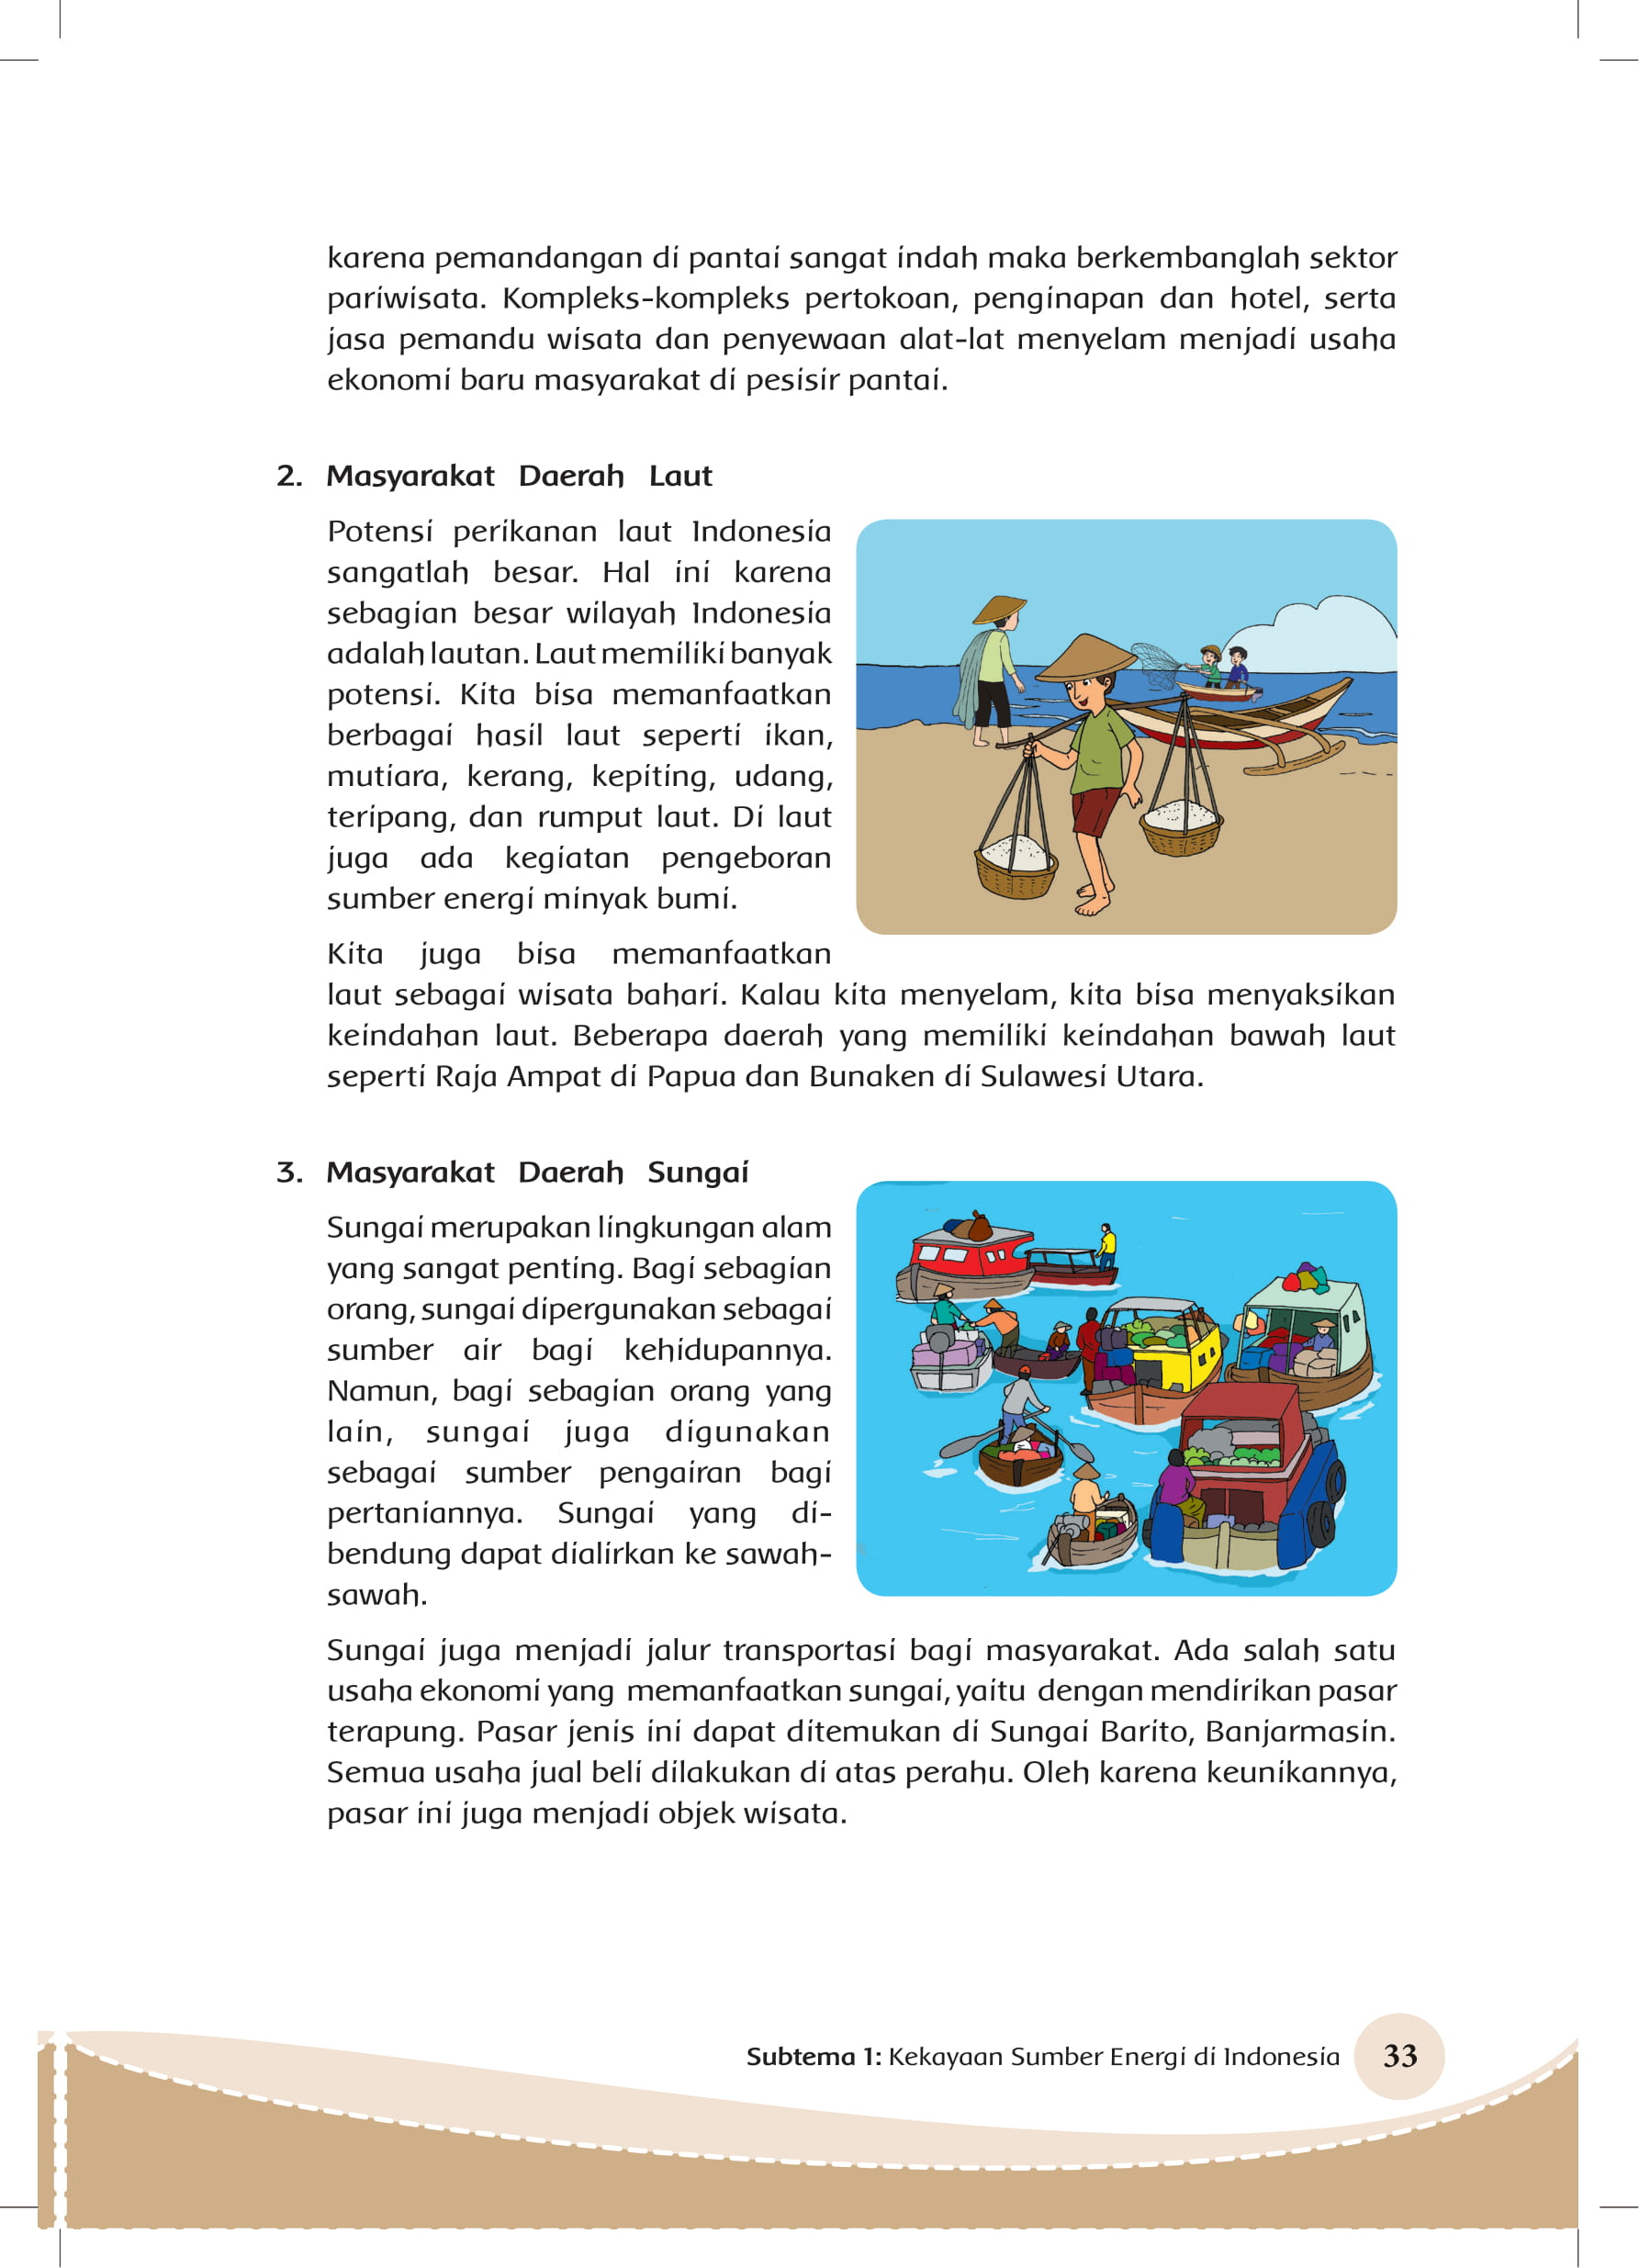 karena pemandangan di pantai sangat indah maka berkembanglah sektor
pariwisata. Kompleks-kompleks pertokoan, penginapan dan hotel, serta
jasa pemandu wisata dan penyewaan alat-lat menyelam menjadi usaha
ekonomi baru masyarakat di pesisir pantai.
2. Masyarakat Daerah Laut
Potensi perikanan laut Indonesia
sangatlah besar. Hal ini karena
sebagian besar wilayah Indonesia
adalah lautan. Laut memiliki banyak
potensi. Kita bisa memanfaatkan
berbagai hasil laut seperti ikan,
mutiara, kerang, kepiting, udang,
teripang, dan rumput laut. Di laut
juga ada kegiatan pengeboran
sumber energi minyak bumi.
Kita juga bisa memanfaatkan
laut sebagai wisata bahari. Kalau kita menyelam, kita bisa menyaksikan
keindahan laut. Beberapa daerah yang memiliki keindahan bawah laut
seperti Raja Ampat di Papua dan Bunaken di Sulawesi Utara.
3. Masyarakat Daerah Sungai
Sungai merupakan lingkungan alam
yang sangat penting. Bagi sebagian
orang, sungai dipergunakan sebagai
sumber air bagi kehidupannya.
Namun, bagi sebagian orang yang
lain, sungai juga digunakan
sebagai sumber pengairan bagi
pertaniannya. Sungai yang di-
bendung dapat dialirkan ke sawah-
sawah.
Sungai juga menjadi jalur transportasi bagi masyarakat. Ada salah satu
usaha ekonomi yang memanfaatkan sungai, yaitu dengan mendirikan pasar
terapung. Pasar jenis ini dapat ditemukan di Sungai Barito, Banjarmasin.
Semua usaha jual beli dilakukan di atas perahu. Oleh karena keunikannya,
pasar ini juga menjadi objek wisata.
Subtema 1: Kekayaan Sumber Energi di Indonesia 33